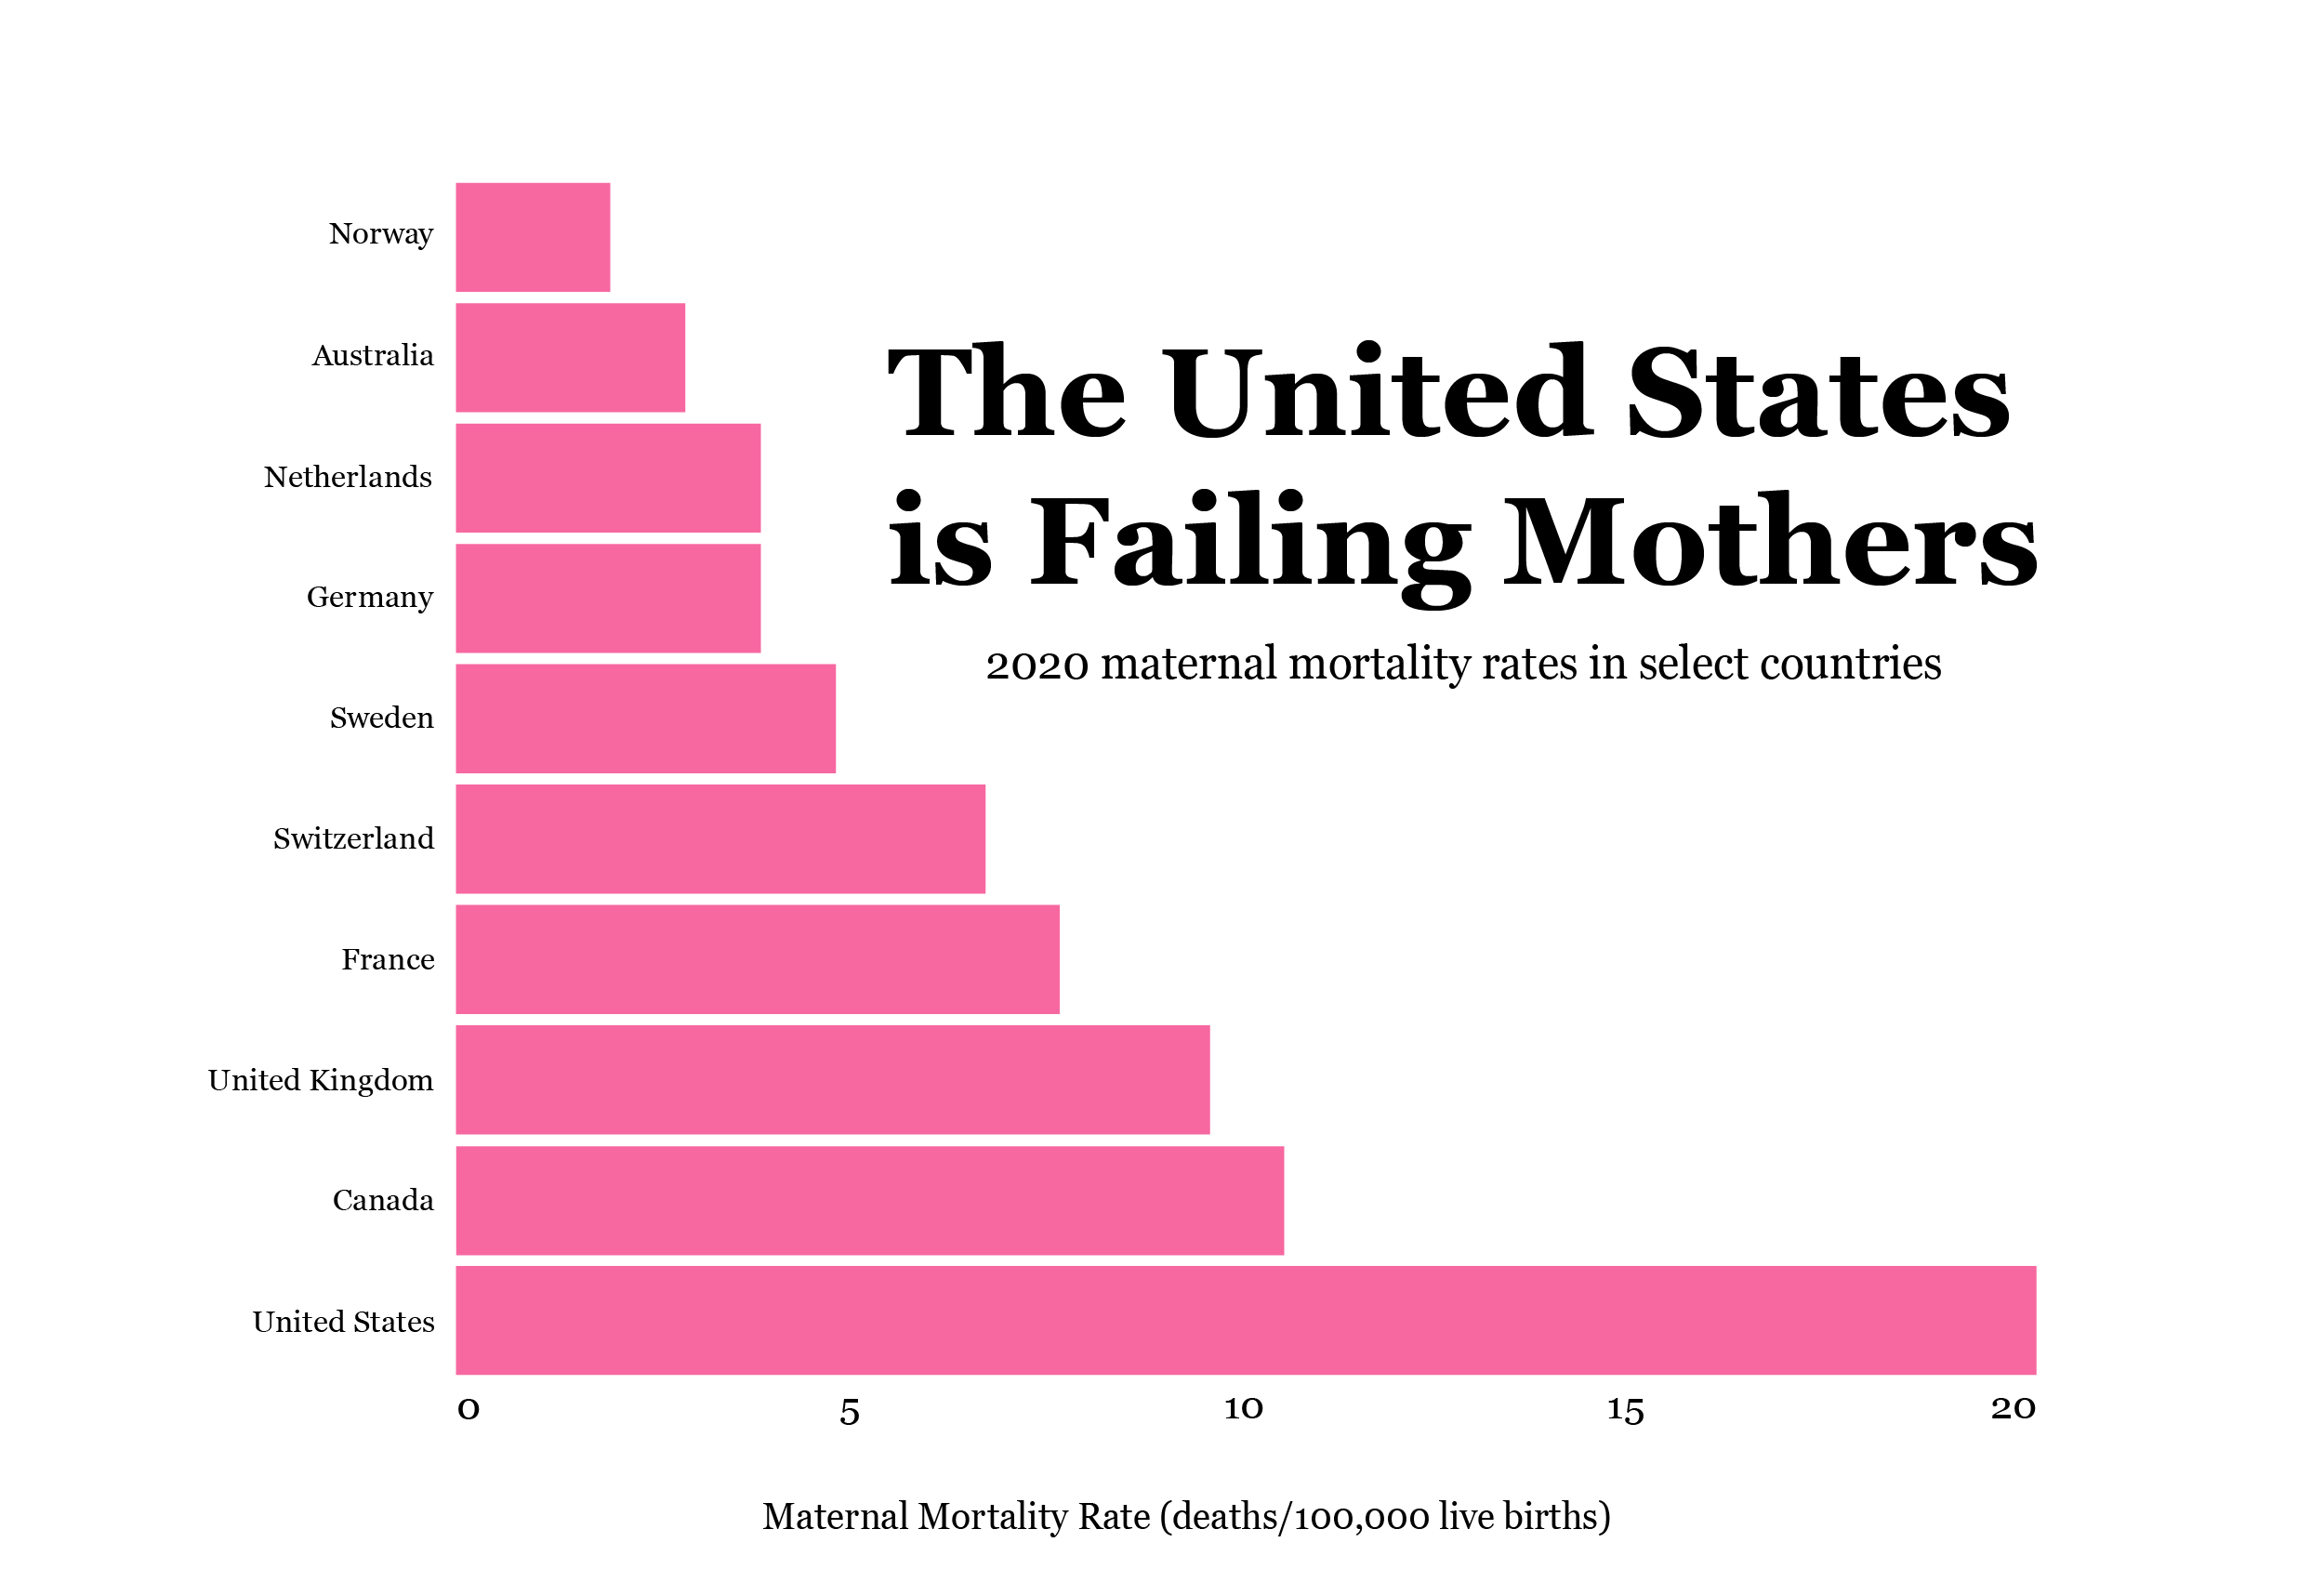 Norway
Australia
The United States
is Failing Mothers
Netherlands
Germany
2020 maternal mortality rates in select countries
Sweden
Switzerland
France
United Kingdom
Canada
United States
0 5 10 15 20
Maternal Mortality Rate (deaths/100,000 live births)